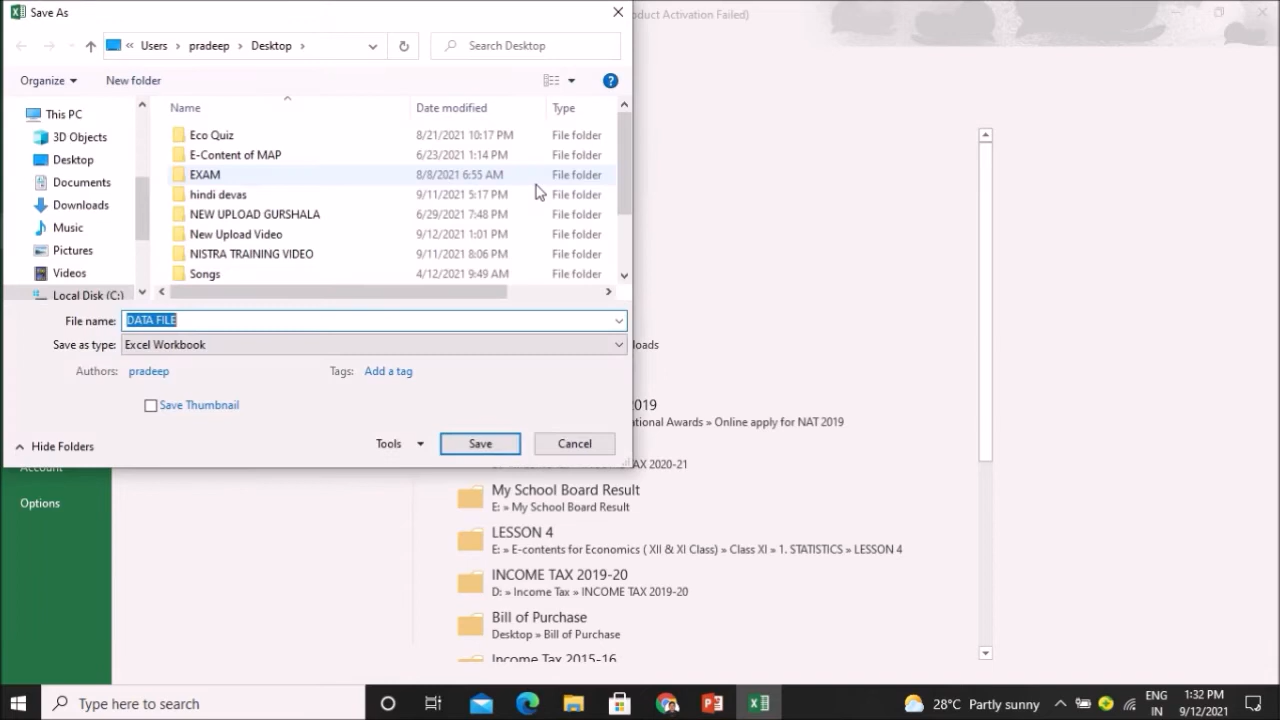 Save As
oduct Activation Failed)
« Users › pradeep › Desktop ›
Search Desktop
Organize
New folder
Name Date modified Type
This PC
3D Objects
Desktop
Documents
Downloads
Music
Pictures
Videos
Local Disk (C:)
Eco Quiz 8/21/2021 10:17 PM File folder
E-Content of MAP 6/23/2021 1:14 PM File folder
EXAM 8/8/2021 6:55 AM File folder
hindi devas 9/11/2021 5:17 PM File folder
NEW UPLOAD GURSHALA 6/29/2021 7:48 PM File folder
New Upload Video 9/12/2021 1:01 PM File folder
NISTRA TRAINING VIDEO 9/11/2021 8:06 PM File folder
Songs 4/12/2021 9:49 AM File folder
File name: DATA FILE
Save as type: Excel Workbook
Authors: pradeep
Tags: Add a tag
Save Thumbnail
Hide Folders
Tools
Save
Cancel
loads
2019
ational Awards » Online apply for NAT 2019
TAX 2020-21
My School Board Result
E: » My School Board Result
LESSON 4
E: » E-contents for Economics ( XII & XI Class) » Class XI » 1. STATISTICS » LESSON 4
INCOME TAX 2019-20
D: » Income Tax » INCOME TAX 2019-20
Bill of Purchase
Desktop » Bill of Purchase
Income Tax 2015-16
Account
Options
Type here to search
28°C Partly sunny
ENG
IN
1:32 PM
9/12/2021